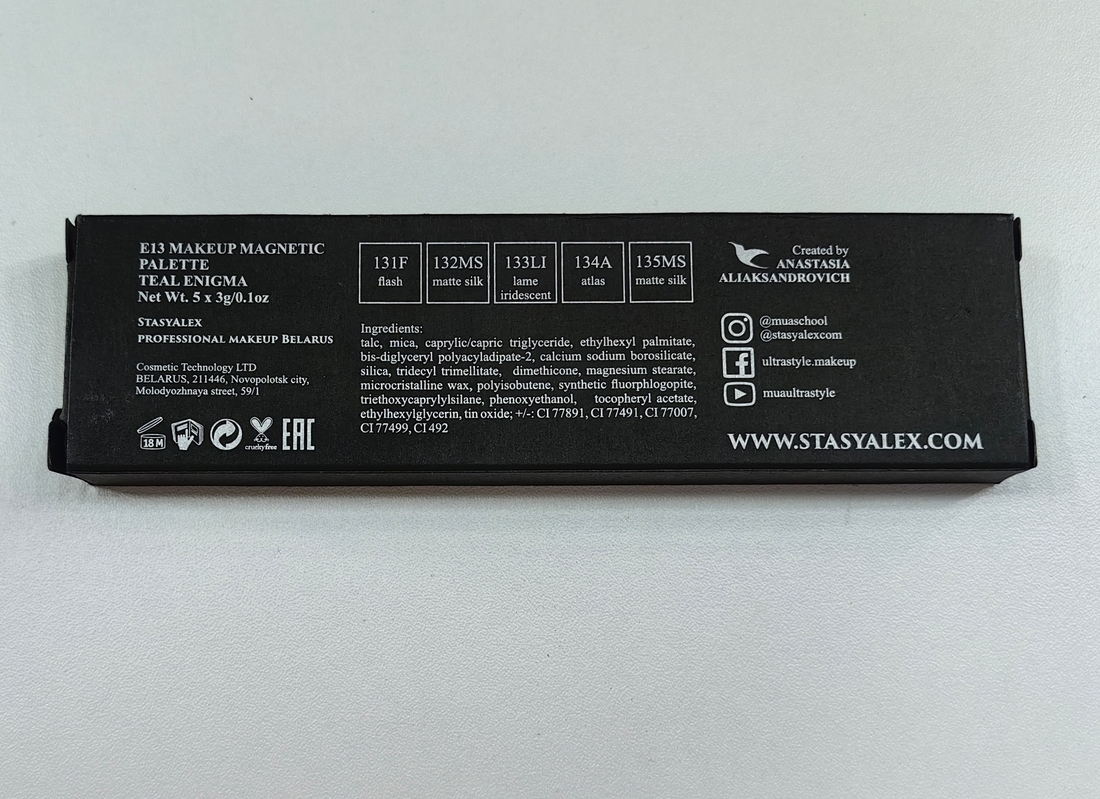 E13 MAKEUP MAGNETIC
PALETTE
TEAL ENIGMA
Net Wt. 5 x 3g/0.1oz
STASYALEX
PROFESSIONAL MAKEUP BELARUS
Cosmetic Technology LTD
BELARUS, 211446, Novopolotsk city,
Molodyozhnaya street, 59/1
18 M
crueltyfree
EAC
131F
flash
132MS
matte silk
133LI
lame
iridescent
134A
atlas
135MS
matte silk
Ingredients:
talc, mica, caprylic/capric triglyceride, ethylhexyl palmitate,
bis-diglyceryl polyacyladipate-2, calcium sodium borosilicate,
silica, tridecyl trimellitate, dimethicone, magnesium stearate,
microcristalline wax, polyisobutene, synthetic fluorphlogopite,
triethoxycaprylylsilane, phenoxyethanol, tocopheryl acetate,
ethylhexylglycerin, tin oxide; +/-: CI 77891, CI 77491, CI 77007,
CI 77499, CI 492
Created by
ANASTASIA
ALIAKSANDROVICH
@muaschool
@stasyalexcom
ultrastyle.makeup
muaultrastyle
WWW.STASYALEX.COM